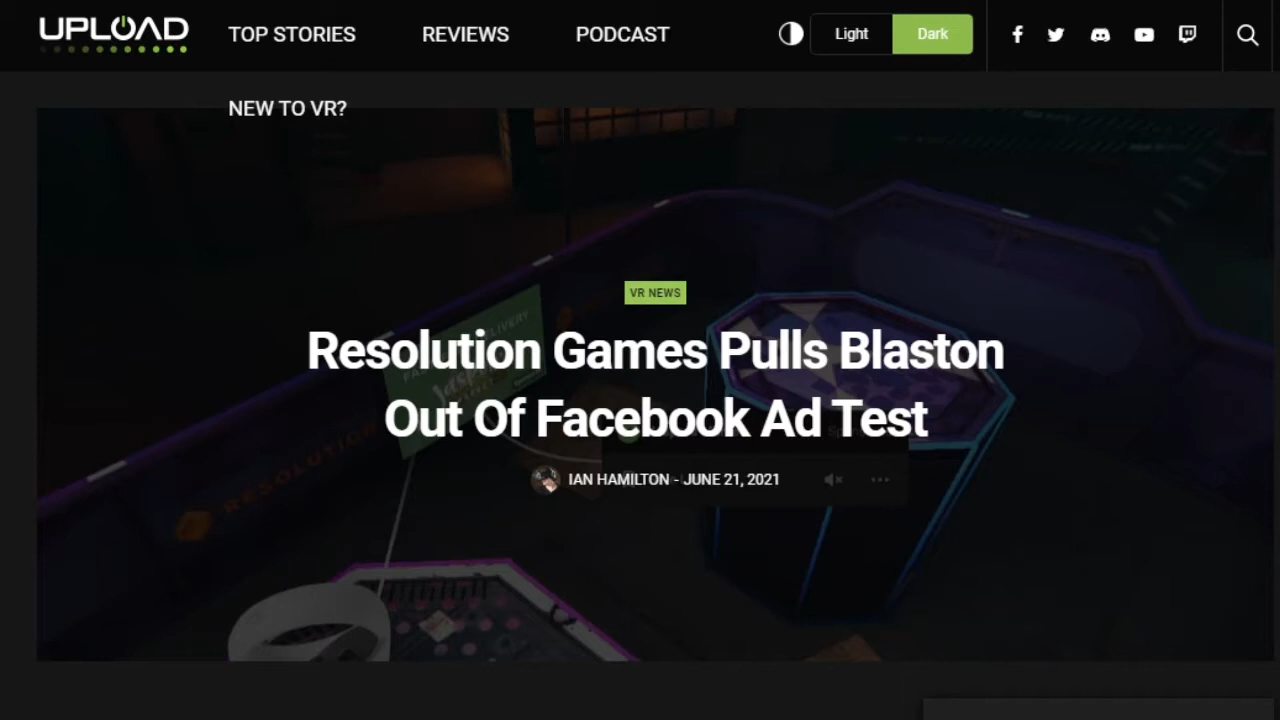 UPLOAD
TOP STORIES
REVIEWS
PODCAST
Light
Dark
NEW TO VR?
VR NEWS
Resolution Games Pulls Blaston
Out Of Facebook Ad Test
IAN HAMILTON - JUNE 21, 2021
RESOLUTION